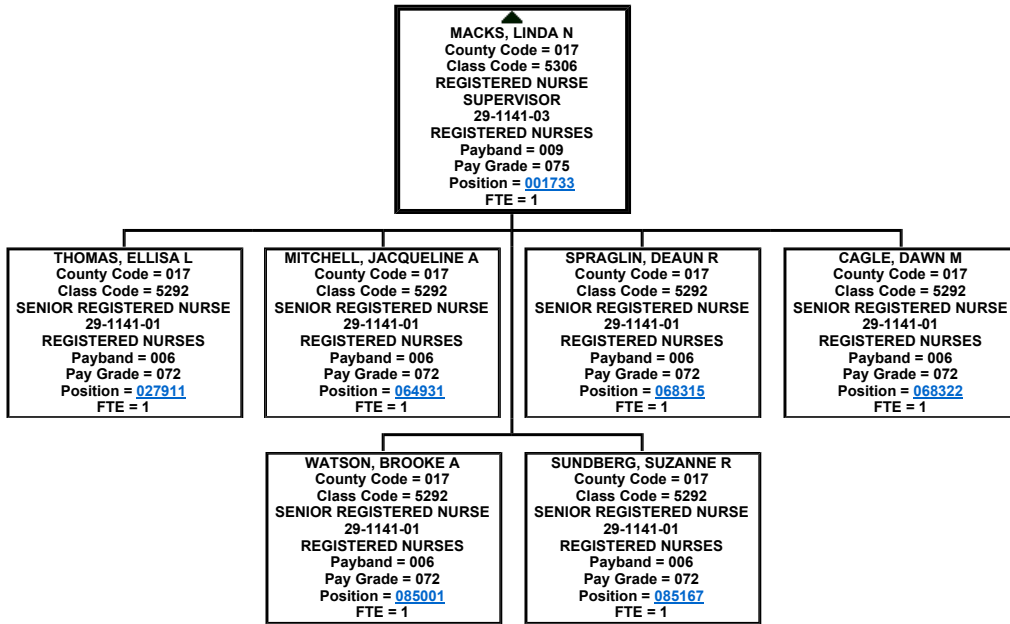 MACKS, LINDA N
County Code = 017
Class Code = 5306
REGISTERED NURSE
SUPERVISOR
29-1141-03
REGISTERED NURSES
Payband = 009
Pay Grade = 075
Position = 001733
FTE = 1
THOMAS, ELLISA L
County Code = 017
Class Code = 5292
SENIOR REGISTERED NURSE
29-1141-01
REGISTERED NURSES
Payband = 006
Pay Grade = 072
Position = 027911
FTE = 1
MITCHELL, JACQUELINE A
County Code = 017
Class Code = 5292
SENIOR REGISTERED NURSE
29-1141-01
REGISTERED NURSES
Payband = 006
Pay Grade = 072
Position = 064931
FTE = 1
SPRAGLIN, DEAUN R
County Code = 017
Class Code = 5292
SENIOR REGISTERED NURSE
29-1141-01
REGISTERED NURSES
Payband = 006
Pay Grade = 072
Position = 068315
FTE = 1
CAGLE, DAWN M
County Code = 017
Class Code = 5292
SENIOR REGISTERED NURSE
29-1141-01
REGISTERED NURSES
Payband = 006
Pay Grade = 072
Position = 068322
FTE = 1
WATSON, BROOKE A
County Code = 017
Class Code = 5292
SENIOR REGISTERED NURSE
29-1141-01
REGISTERED NURSES
Payband = 006
Pay Grade = 072
Position = 085001
FTE = 1
SUNDBERG, SUZANNE R
County Code = 017
Class Code = 5292
SENIOR REGISTERED NURSE
29-1141-01
REGISTERED NURSES
Payband = 006
Pay Grade = 072
Position = 085167
FTE = 1